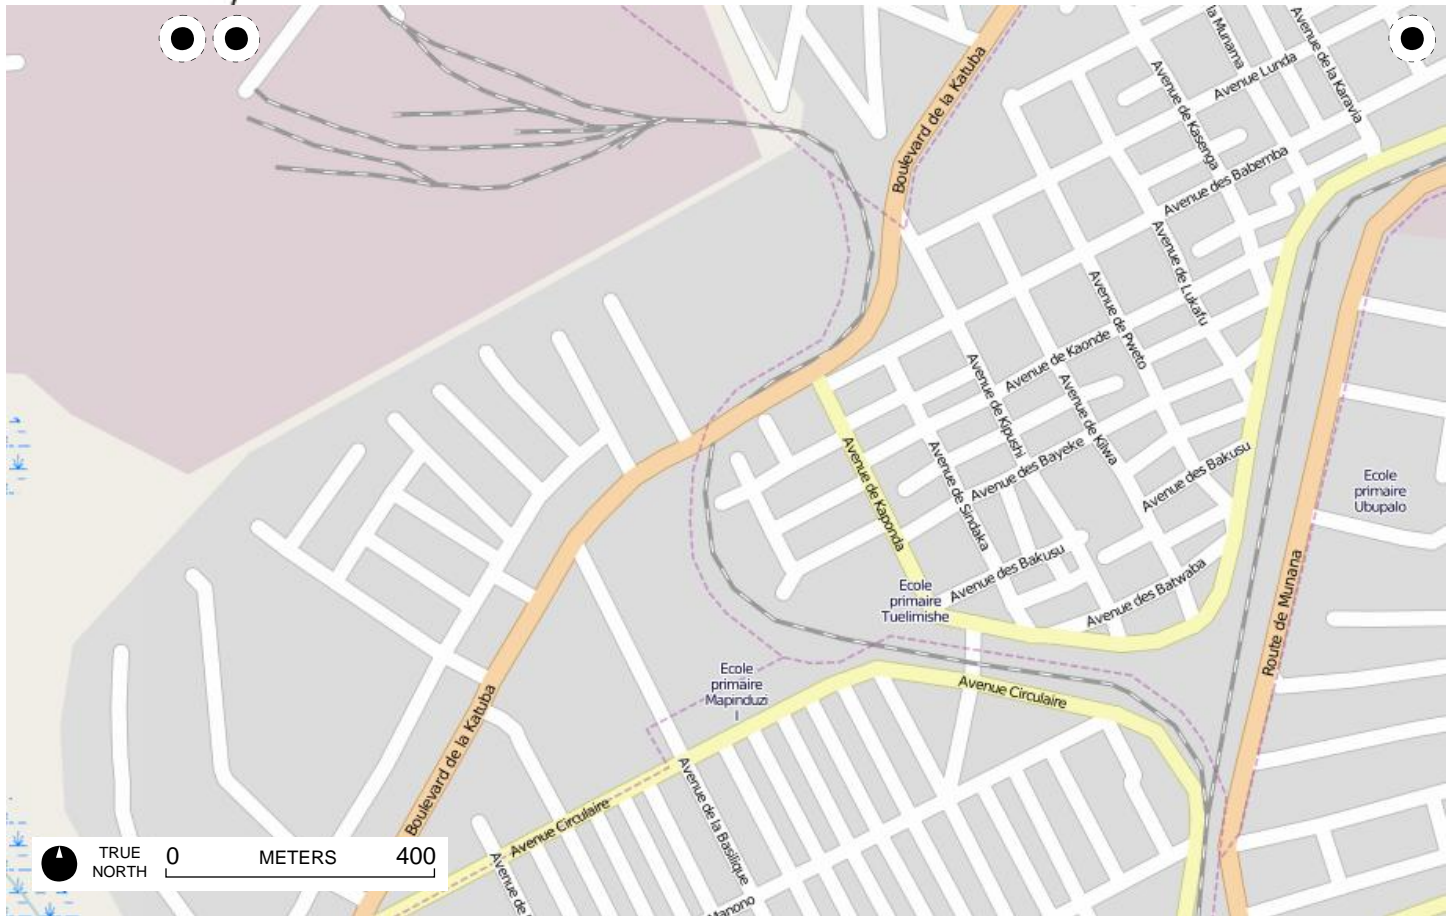 Boulevard de la Katuba
la Munama
Avenue de la Karavia
Avenue Lunda
Avenue de Kasenga
Avenue des Babemba
Avenue de Lukafu
Avenue de Pweto
Avenue de Kaonde
Avenue de Kipushi
Avenue de Kilwa
Avenue des Bayeke
Avenue des Bakusu
Avenue de Kaponda
Avenue de Sindaka
Ecole
primaire
Ubupalo
Avenue des Bakusu
Ecole
primaire
Tuelimishe
Avenue des Batwaba
Route de Munana
Ecole
primaire
Mapinduzi
I
Avenue Circulaire
Boulevard de la Katuba
Avenue de la Basilique
Avenue Circulaire
Avenue de
Manono
TRUE
NORTH
0 METERS 400